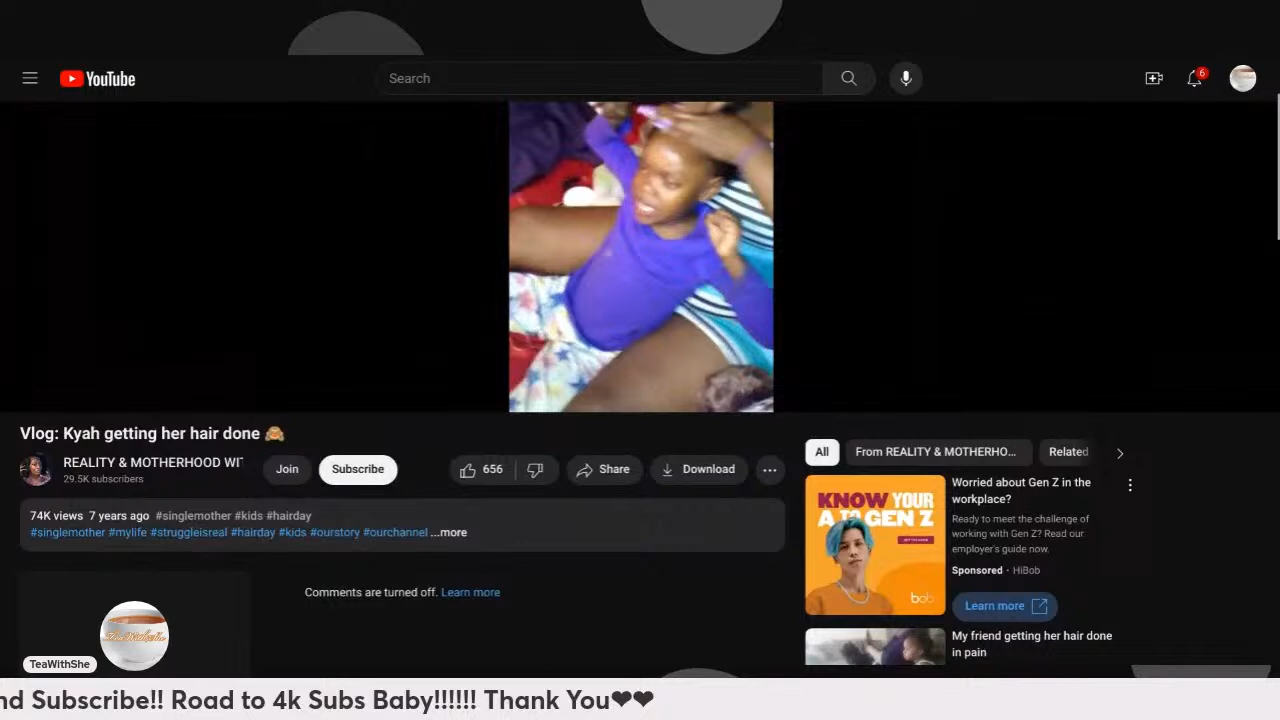 YouTube
Search
6
Vlog: Kyah getting her hair done 🙈
REALITY & MOTHERHOOD WIT
29.5K subscribers
Join
Subscribe
656
Share
Download
74K views 7 years ago #singlemother #kids #hairday
#singlemother #mylife #struggleisreal #hairday #kids #ourstory #ourchannel ...more
Comments are turned off. Learn more
TeaWithShe
All
From REALITY & MOTHERHO...
Related
KNOW YOUR
A TO GEN Z
bob
Worried about Gen Z in the
workplace?
Ready to meet the challenge of
working with Gen Z? Read our
employer's guide now.
Sponsored · HiBob
Learn more
My friend getting her hair done
in pain
nd Subscribe!! Road to 4k Subs Baby!!!!!! Thank You❤❤